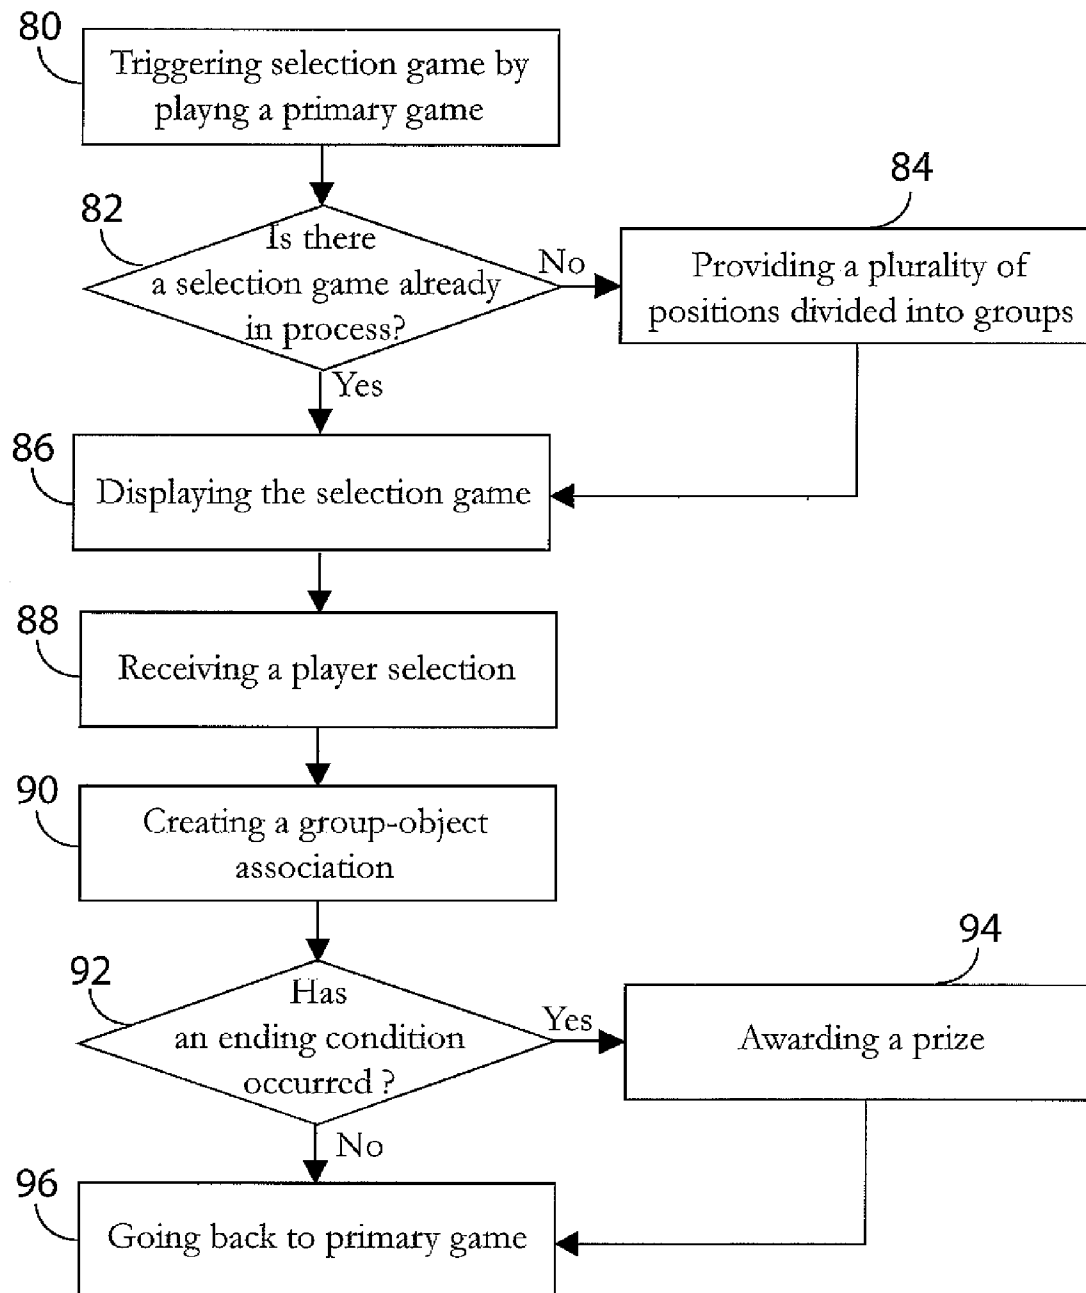 80
Triggering selection game by
playng a primary game
82
Is there
a selection game already
in process?
No
84
Providing a plurality of
positions divided into groups
Yes
86
Displaying the selection game
88
Receiving a player selection
90
Creating a group-object
association
92
Has
an ending condition
occurred ?
Yes
94
Awarding a prize
No
96
Going back to primary game